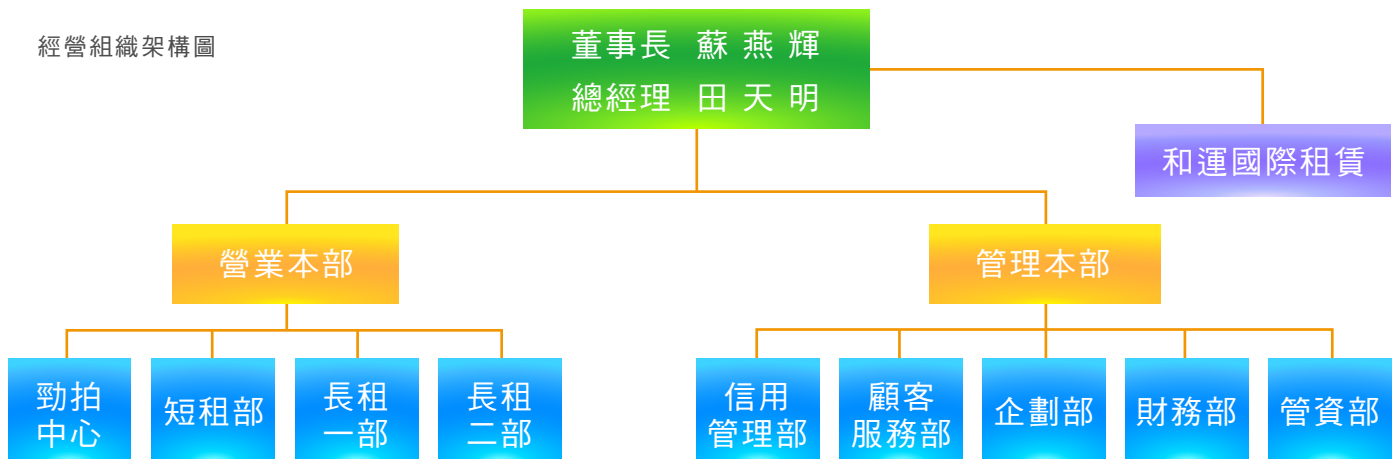 經營組織架構圖
董事長 蘇燕輝
總經理 田天明
和運國際租賃
營業本部
管理本部
勁拍
中心
短租部
長租
一部
長租
二部
信用
管理部
顧客
服務部
企劃部
財務部
管資部